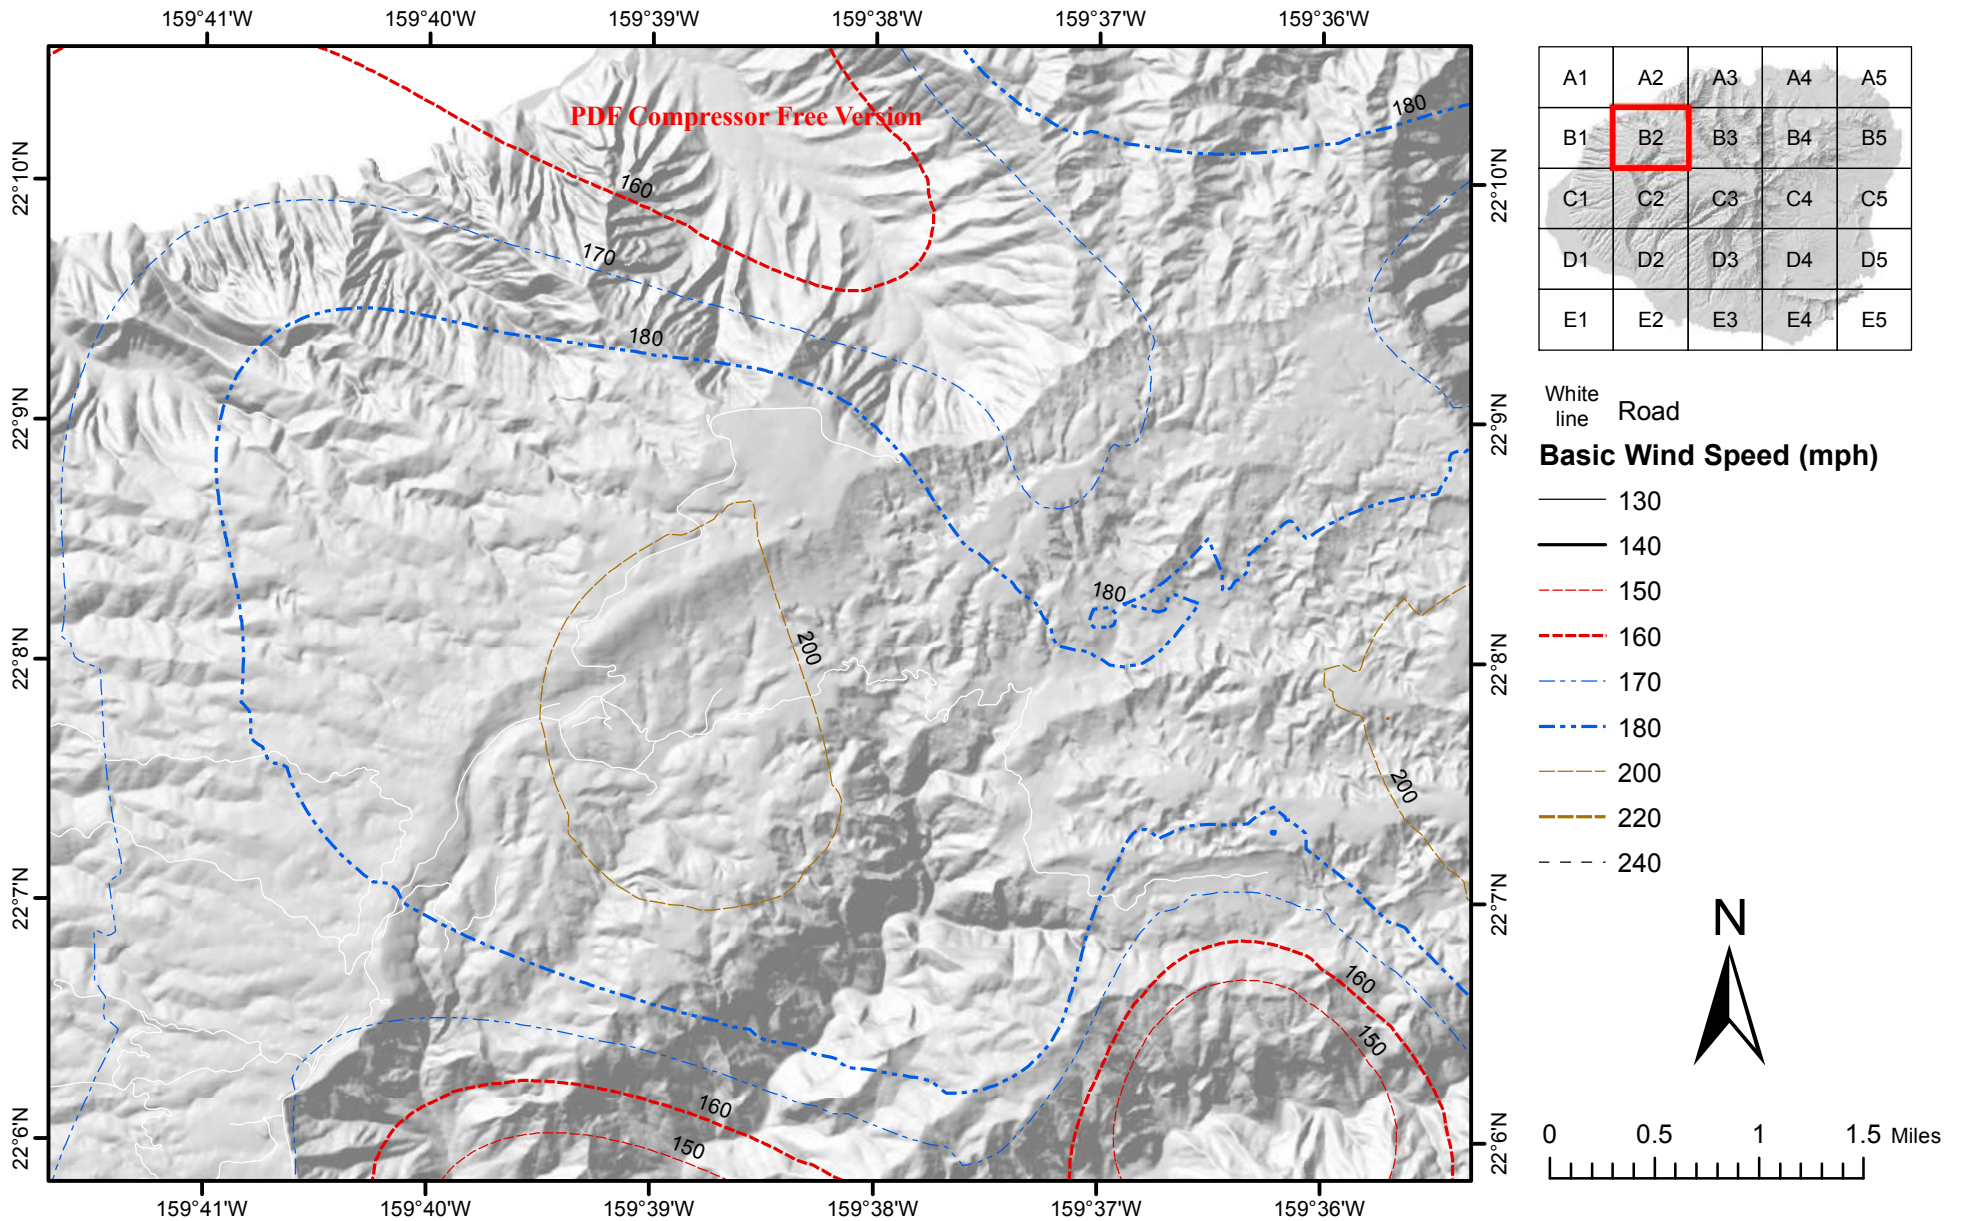 159°41'W 159°40'W 159°39'W 159°38'W 159°37'W 159°36'W
PDF Compressor Free Version
180
160
170
180
180
200
200
160
150
160
150
22°10'N
22°9'N
22°8'N
22°7'N
22°6'N
22°10'N
22°9'N
22°8'N
22°7'N
22°6'N
159°41'W 159°40'W 159°39'W 159°38'W 159°37'W 159°36'W
A1 A2 A3 A4 A5
B1 B2 B3 B4 B5
C1 C2 C3 C4 C5
D1 D2 D3 D4 D5
E1 E2 E3 E4 E5
White
line
Road
Basic Wind Speed (mph)
130
140
150
160
170
180
200
220
240
N
0 0.5 1 1.5 Miles